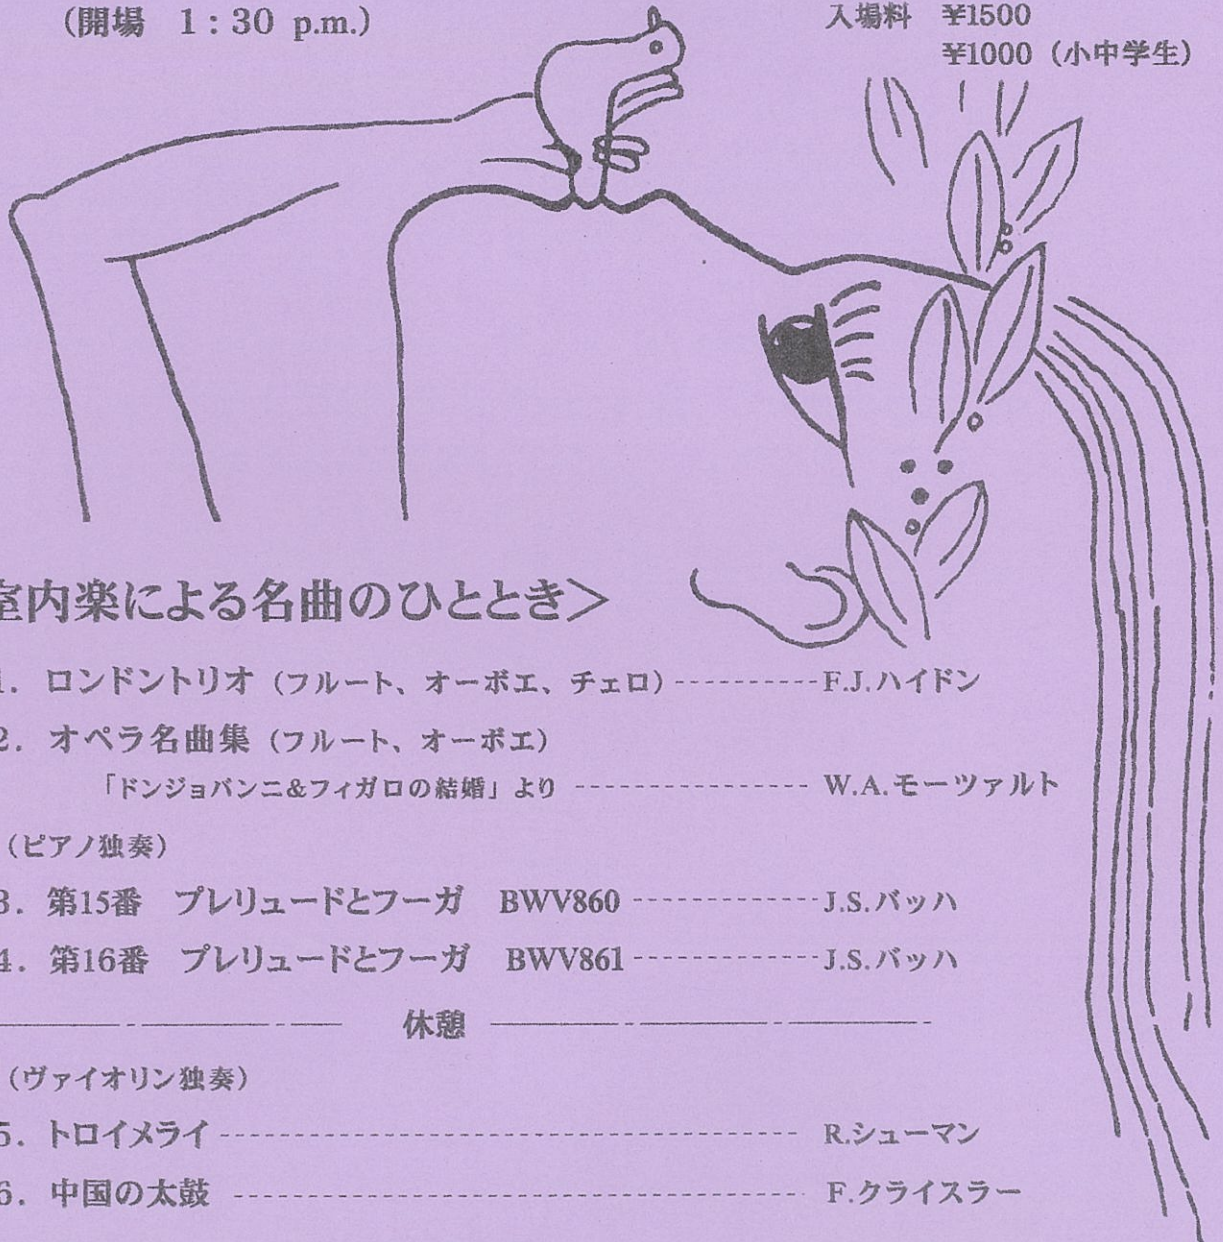 (開場 1:30 p.m.)
入場料 ¥1500
¥1000 (小中学生)
室内楽による名曲のひととき>
1. ロンドントリオ (フルート、オーボエ、チェロ) ---------- F.J.ハイドン
2. オペラ名曲集 (フルート、オーボエ)
「ドンジョバンニ&フィガロの結婚」より ---------------- W.A.モーツァルト
(ピアノ独奏)
3. 第15番 プレリュードとフーガ BWV860 ------------- J.S.バッハ
4. 第16番 プレリュードとフーガ BWV861 ------------- J.S.バッハ
休憩
(ヴァイオリン独奏)
5. トロイメライ --------------------------------------- R.シューマン
6. 中国の太鼓 --------------------------------------- F.クライスラー